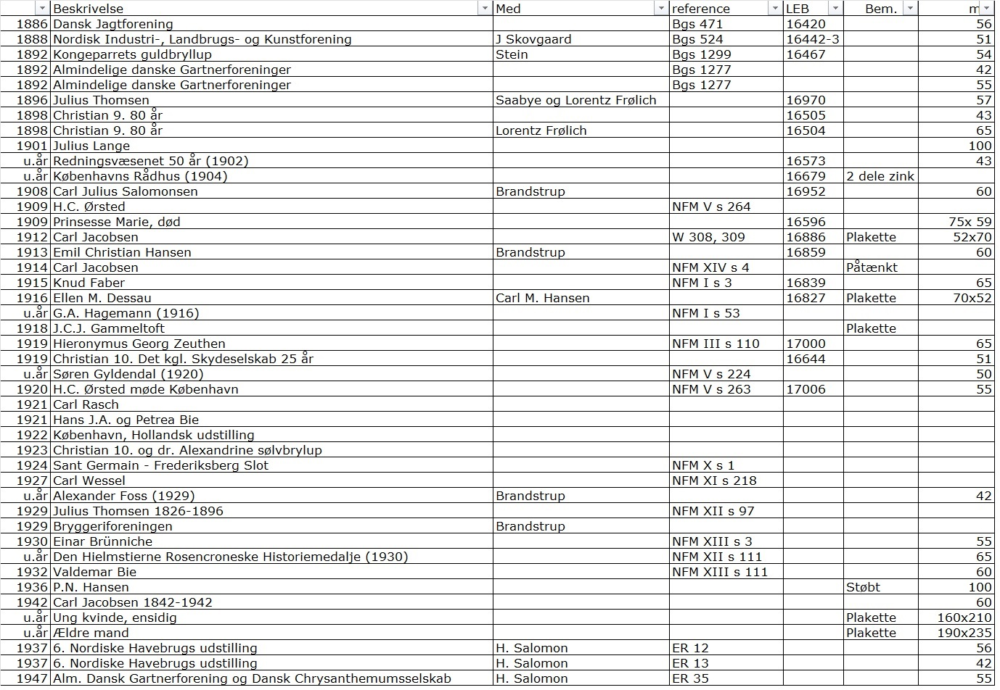 Beskrivelse Med reference LEB Bem. m
1886 Dansk Jagtforening Bgs 471 16420 56
1888 Nordisk Industri-, Landbrugs- og Kunstforening J Skovgaard Bgs 524 16442-3 51
1892 Kongeparrets guldbryllup Stein Bgs 1299 16467 54
1892 Almindelige danske Gartnerforeninger Bgs 1277 42
1892 Almindelige danske Gartnerforeninger Bgs 1277 55
1896 Julius Thomsen Saabye og Lorentz Frølich 16970 57
1898 Christian 9. 80 år 16505 43
1898 Christian 9. 80 år Lorentz Frølich 16504 65
1901 Julius Lange 100
u.år Redningsvæsenet 50 år (1902) 16573 43
u.år Københavns Rådhus (1904) 16679 2 dele zink
1908 Carl Julius Salomonsen Brandstrup 16952 60
1909 H.C. Ørsted NFM V s 264
1909 Prinsesse Marie, død 16596 75x 59
1912 Carl Jacobsen W 308, 309 16886 Plakette 52x70
1913 Emil Christian Hansen Brandstrup 16859 60
1914 Carl Jacobsen NFM XIV s 4 Påtænkt
1915 Knud Faber NFM I s 3 16839 65
1916 Ellen M. Dessau Carl M. Hansen 16827 Plakette 70x52
u.år G.A. Hagemann (1916) NFM I s 53
1918 J.C.J. Gammeltoft Plakette
1919 Hieronymus Georg Zeuthen NFM III s 110 17000 65
1919 Christian 10. Det kgl. Skydeselskab 25 år 16644 51
u.år Søren Gyldendal (1920) NFM V s 224 50
1920 H.C. Ørsted møde København NFM V s 263 17006 55
1921 Carl Rasch
1921 Hans J.A. og Petrea Bie
1922 København, Hollandsk udstilling
1923 Christian 10. og dr. Alexandrine sølvbrylup
1924 Sant Germain - Frederiksberg Slot NFM X s 1
1927 Carl Wessel NFM XI s 218
u.år Alexander Foss (1929) Brandstrup 42
1929 Julius Thomsen 1826-1896 NFM XII s 97
1929 Bryggeriforeningen Brandstrup
1930 Einar Brünniche NFM XIII s 3 55
u.år Den Hielmstierne Rosencroneske Historiemedalje (1930) NFM XII s 111 65
1932 Valdemar Bie NFM XIII s 111 60
1936 P.N. Hansen Støbt 100
1942 Carl Jacobsen 1842-1942 60
u.år Ung kvinde, ensidig Plakette 160x210
u.år Ældre mand Plakette 190x235
1937 6. Nordiske Havebrugs udstilling H. Salomon ER 12 56
1937 6. Nordiske Havebrugs udstilling H. Salomon ER 13 42
1947 Alm. Dansk Gartnerforening og Dansk Chrysanthemumsselskab H. Salomon ER 35 55